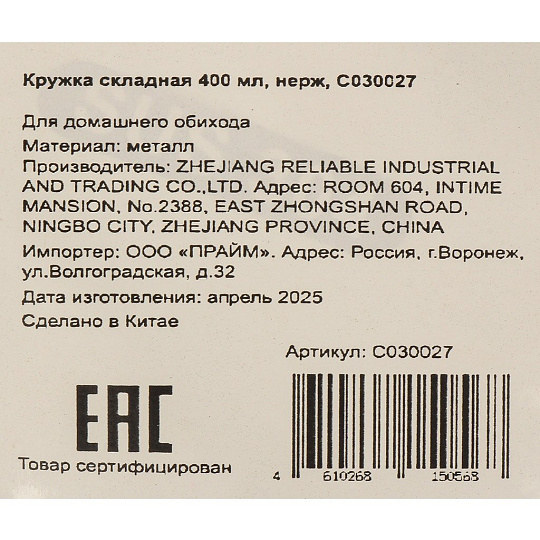 Кружка складная 400 мл, нерж, С030027
Для домашнего обихода
Материал: металл
Производитель: ZHEJIANG RELIABLE INDUSTRIAL
AND TRADING CO.,LTD. Адрес: ROOM 604, INTIME
MANSION, No.2388, EAST ZHONGSHAN ROAD,
NINGBO CITY, ZHEJIANG PROVINCE, CHINA
Импортер: ООО «ПРАЙМ». Адрес: Россия, г.Воронеж,
ул.Волгоградская, д.32
Дата изготовления: апрель 2025
Сделано в Китае
Артикул: С030027
EAC
Товар сертифицирован
4 610268 150568